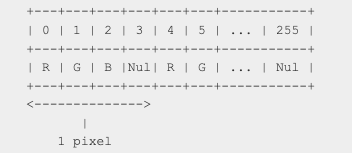 +---+---+---+---+---+---+------------+
| 0 | 1 | 2 | 3 | 4 | 5 | ... | 255 |
+---+---+---+---+---+---+------------+
| R | G | B |Nul| R | G | ... | Nul |
+---+---+---+---+---+---+------------+
<-------------->
|
1 pixel